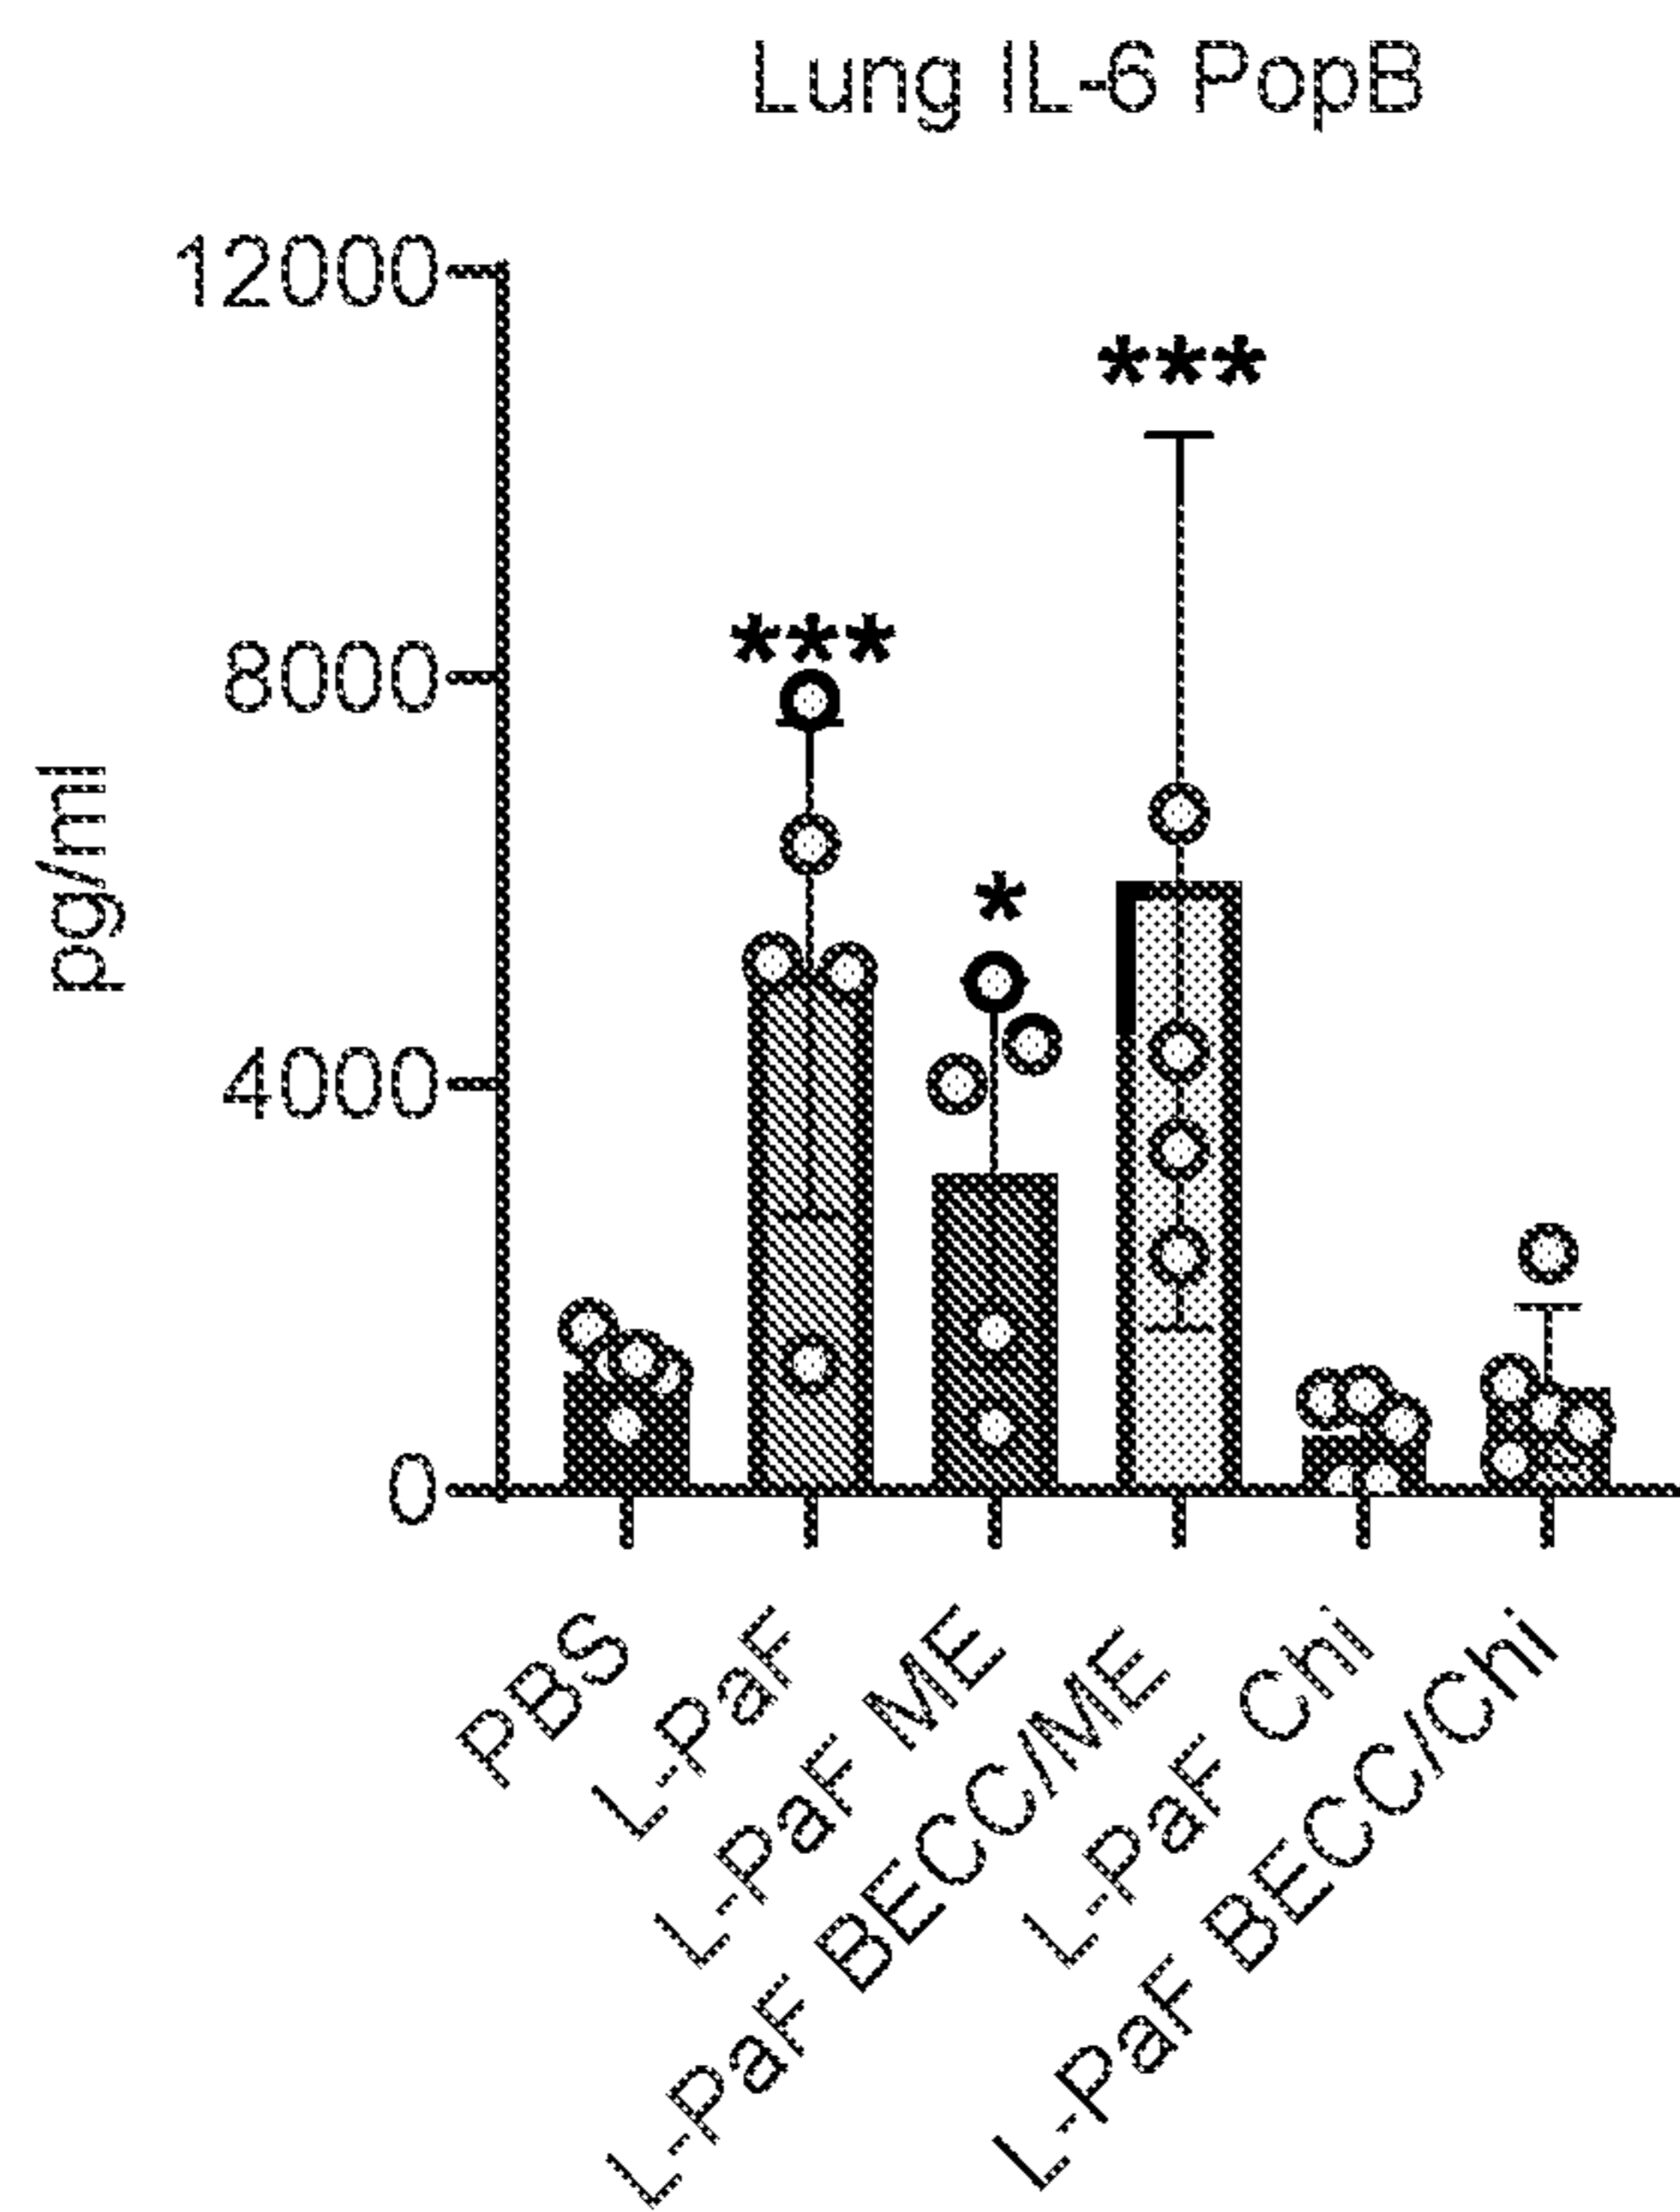 Lung IL-6 PopB
12000
8000
4000
0
pg/ml
***
*
***
PBS
L-PaF
L-PaF ME
L-PaF BECC/ME
L-PaF Chi
L-PaF BECC/Chi